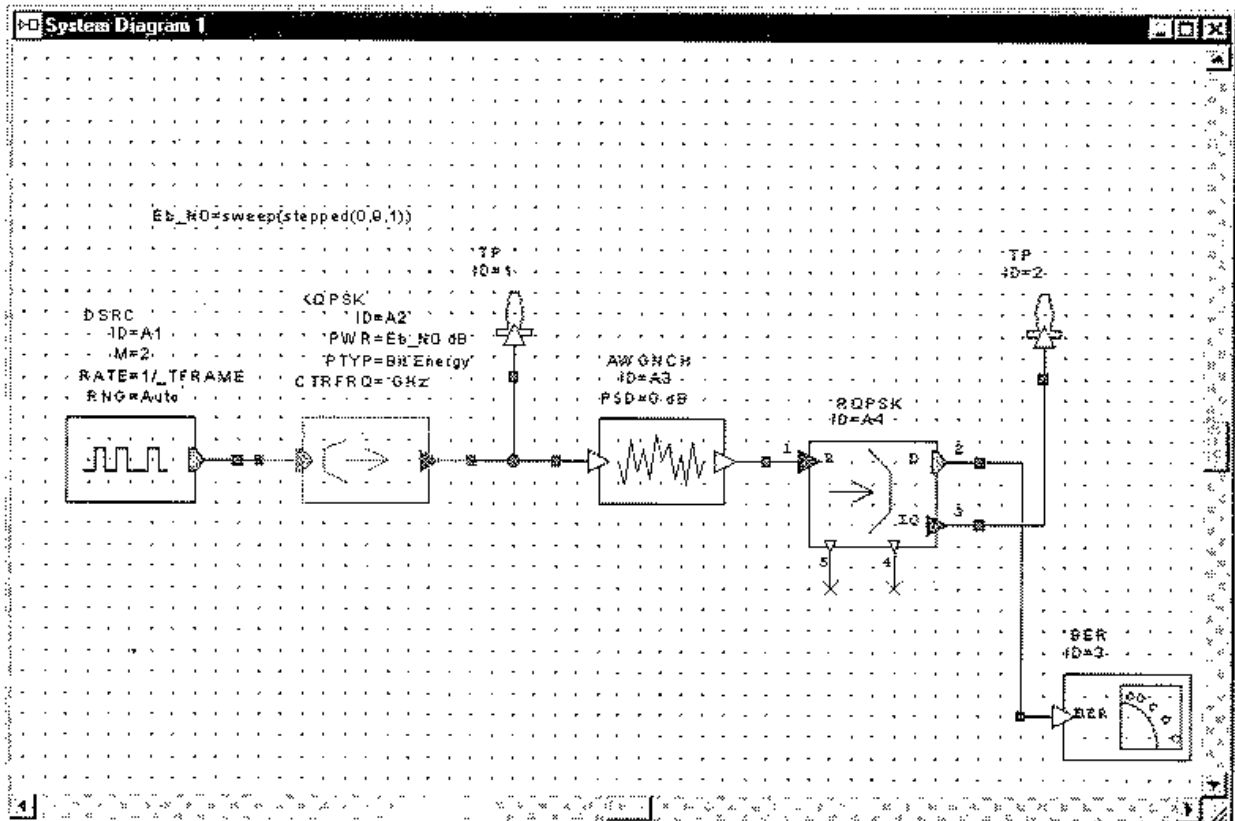 System Diagram 1
Eb_N0=sweep(stepped(0,9,1))
TP
ID=1
TP
ID=2
DSRC
ID=A1
M=2
RATE=1/_TFRAME
RNG=Auto
QPSK
ID=A2
PWR=Eb_N0 dB
PTYP=Bit Energy
CTRFRQ= GHz
AWGNCH
ID=A3
PSD=0 dB
RQPSK
ID=A4
1
R
D
2
IQ
3
5
4
BER
ID=3
BER